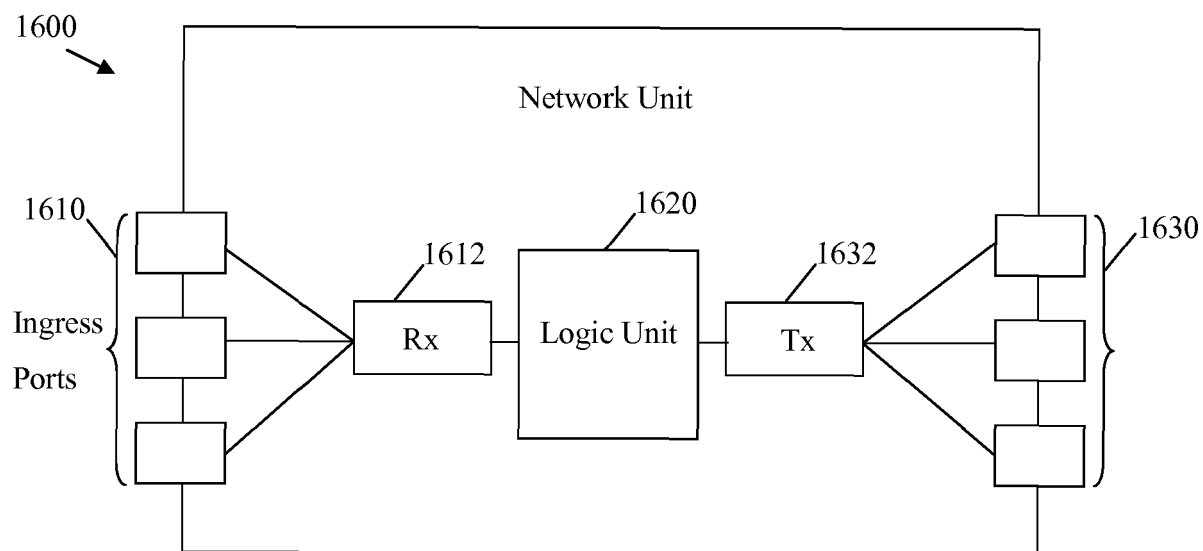 1600
Network Unit
1610
1620
1630
1612
1632
Ingress
Ports
Rx
Logic Unit
Tx